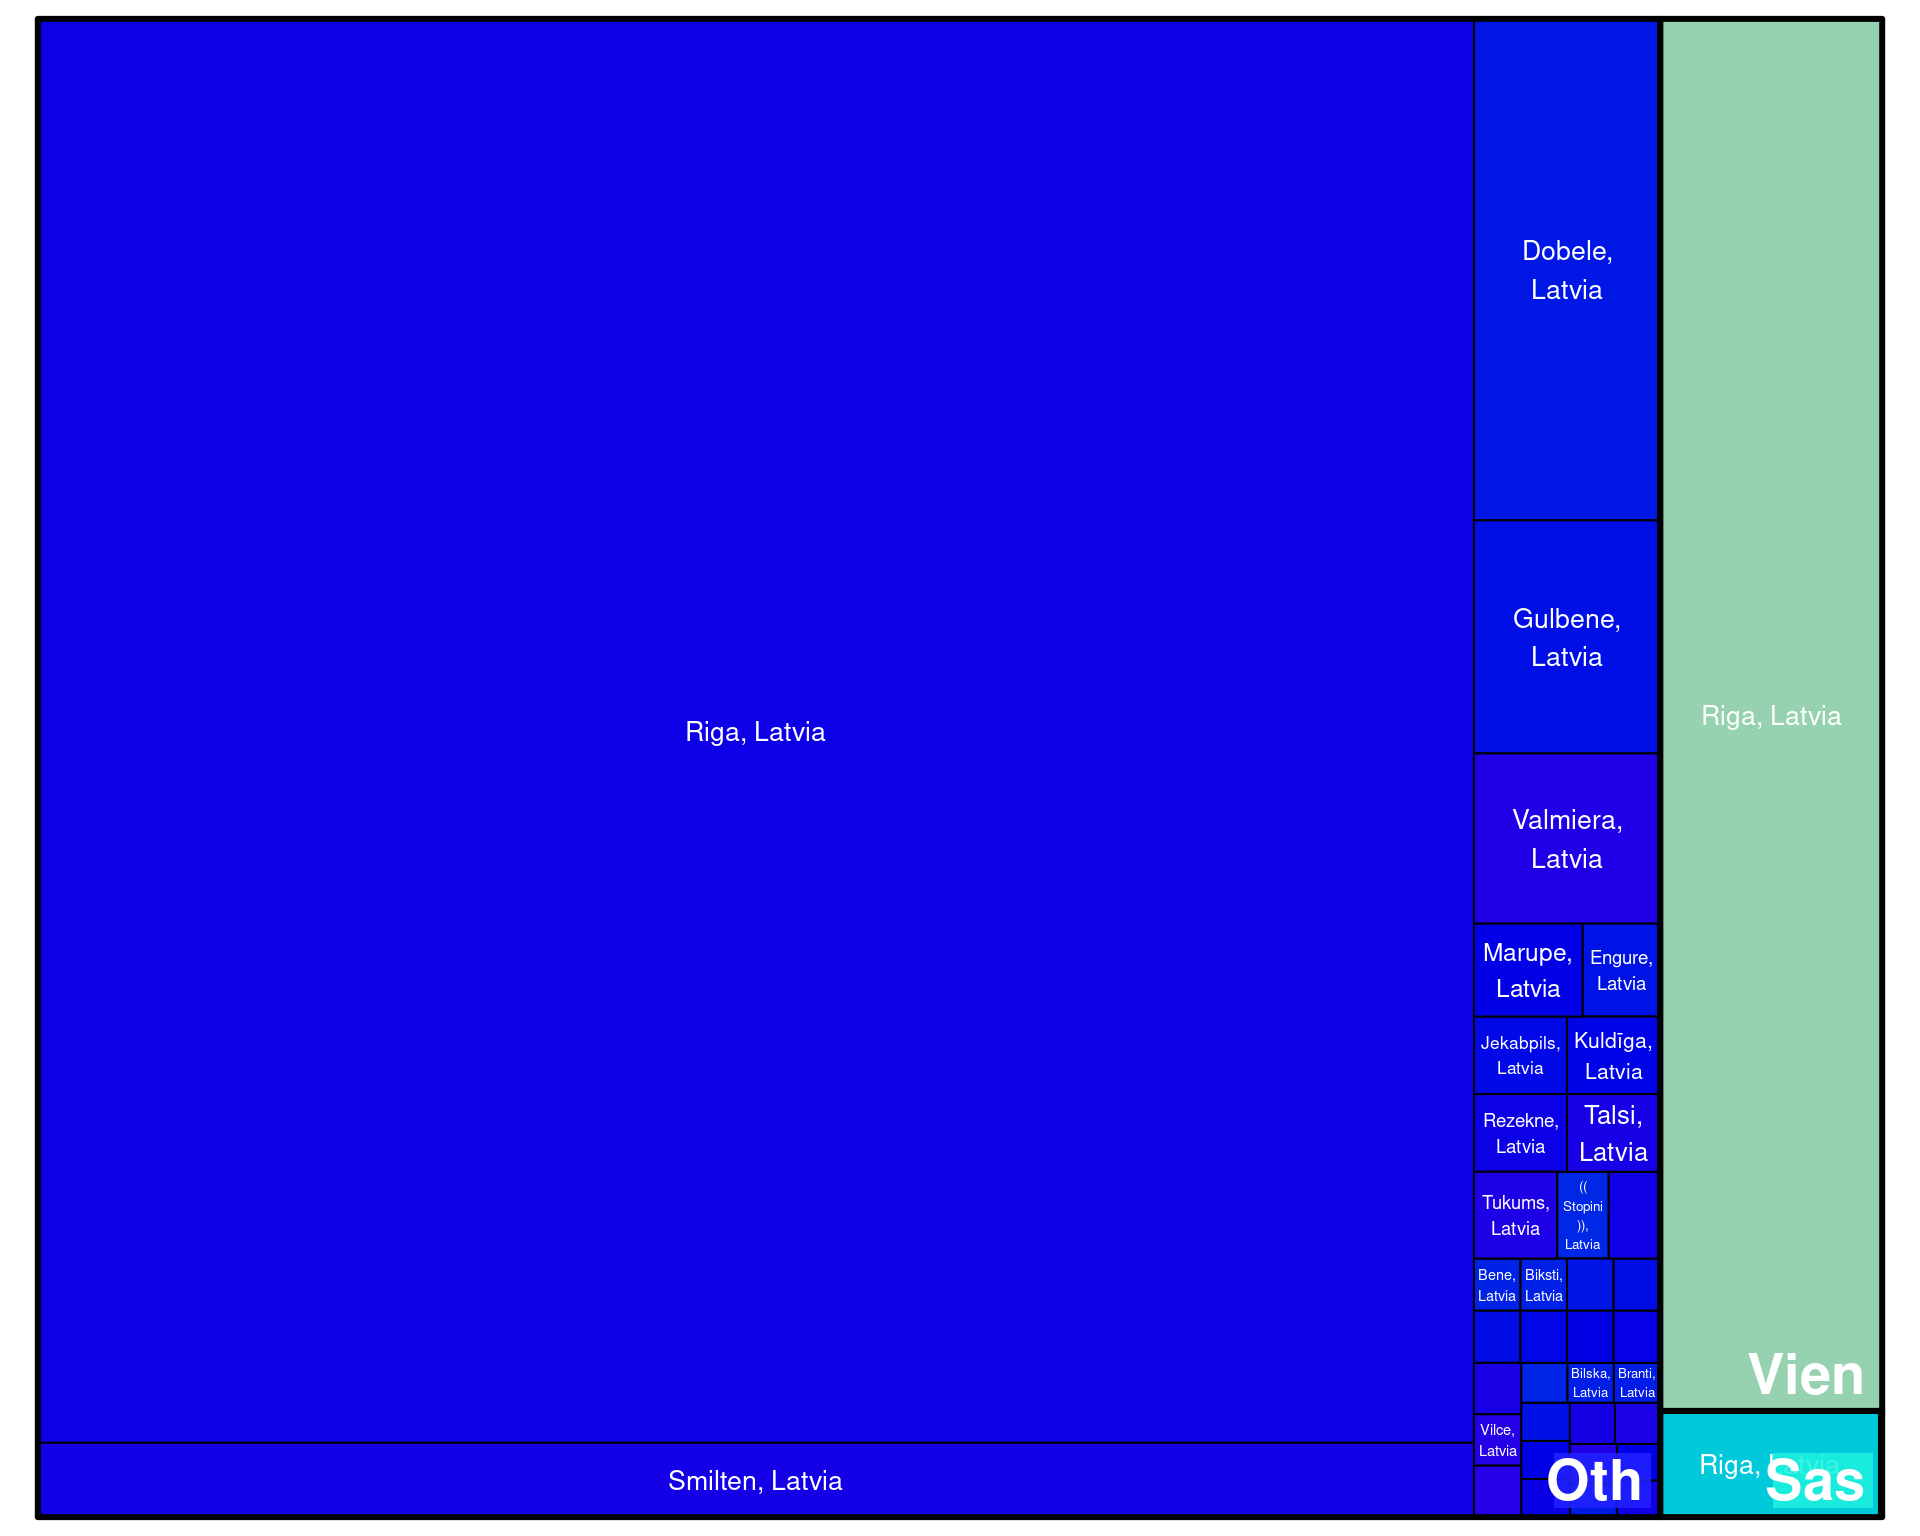 Riga, Latvia
Smilten, Latvia
Dobele,
Latvia
Gulbene,
Latvia
Valmiera,
Latvia
Marupe,
Latvia
Engure,
Latvia
Jekabpils,
Latvia
Kuldīga,
Latvia
Rezekne,
Latvia
Talsi,
Latvia
Tukums,
Latvia
((
Stopini
)),
Latvia
Bene,
Latvia
Biksti,
Latvia
Bilska,
Latvia
Branti,
Latvia
Vilce,
Latvia
Oth
Riga, Latvia
Vien
Riga, Latvia
Sas